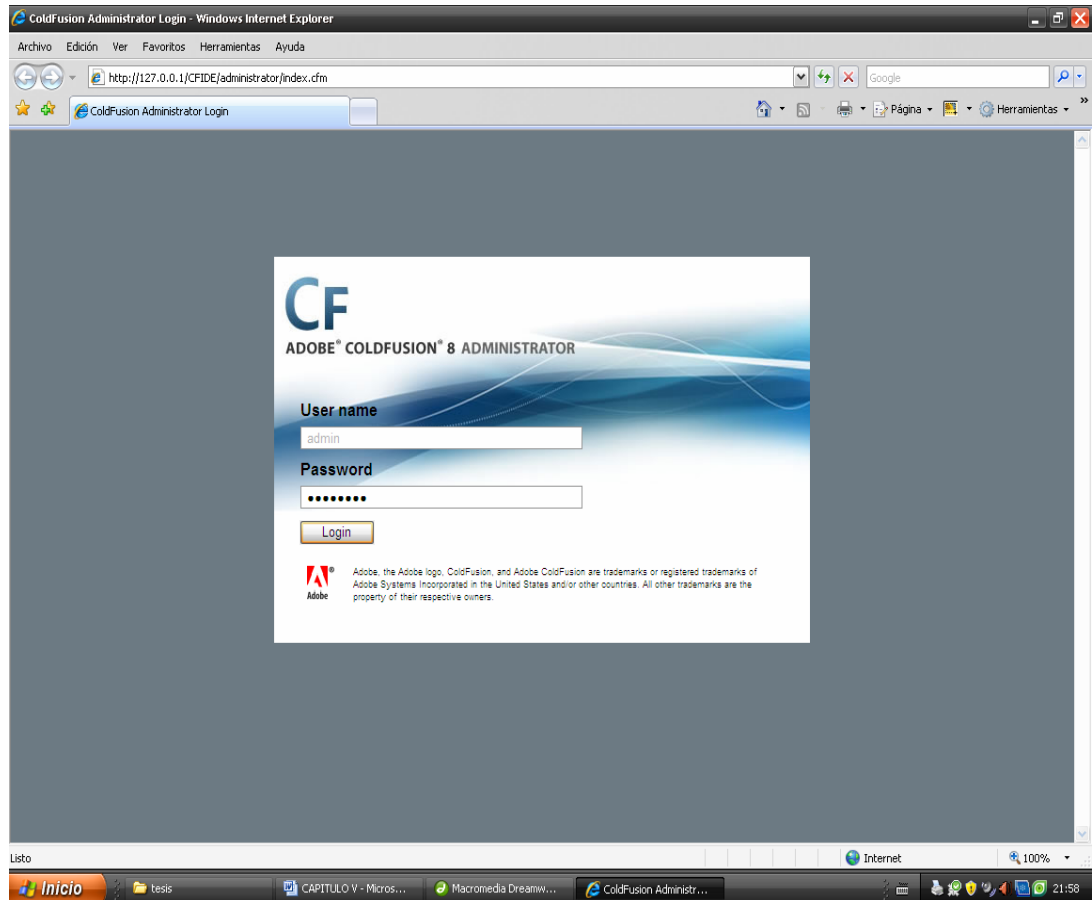 ColdFusion Administrator Login - Windows Internet Explorer
Archivo Edición Ver Favoritos Herramientas Ayuda
http://127.0.0.1/CFIDE/administrator/index.cfm
Google
ColdFusion Administrator Login
Página
Herramientas
»
CF
ADOBE® COLDFUSION® 8 ADMINISTRATOR
User name
admin
Password
••••••••
Login
Adobe, the Adobe logo, ColdFusion, and Adobe ColdFusion are trademarks or registered trademarks of
Adobe Systems Incorporated in the United States and/or other countries. All other trademarks are the
property of their respective owners.
Adobe
Listo
Internet
100%
Inicio
tesis
CAPITULO V - Micros...
Macromedia Dreamw...
ColdFusion Administr...
21:58